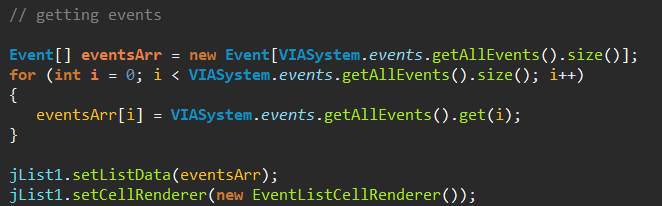 // getting events
Event[] eventsArr = new Event[VIASystem.events.getAllEvents().size()];
for (int i = 0; i < VIASystem.events.getAllEvents().size(); i++)
{
eventsArr[i] = VIASystem.events.getAllEvents().get(i);
}
jList1.setListData(eventsArr);
jList1.setCellRenderer(new EventListCellRenderer());